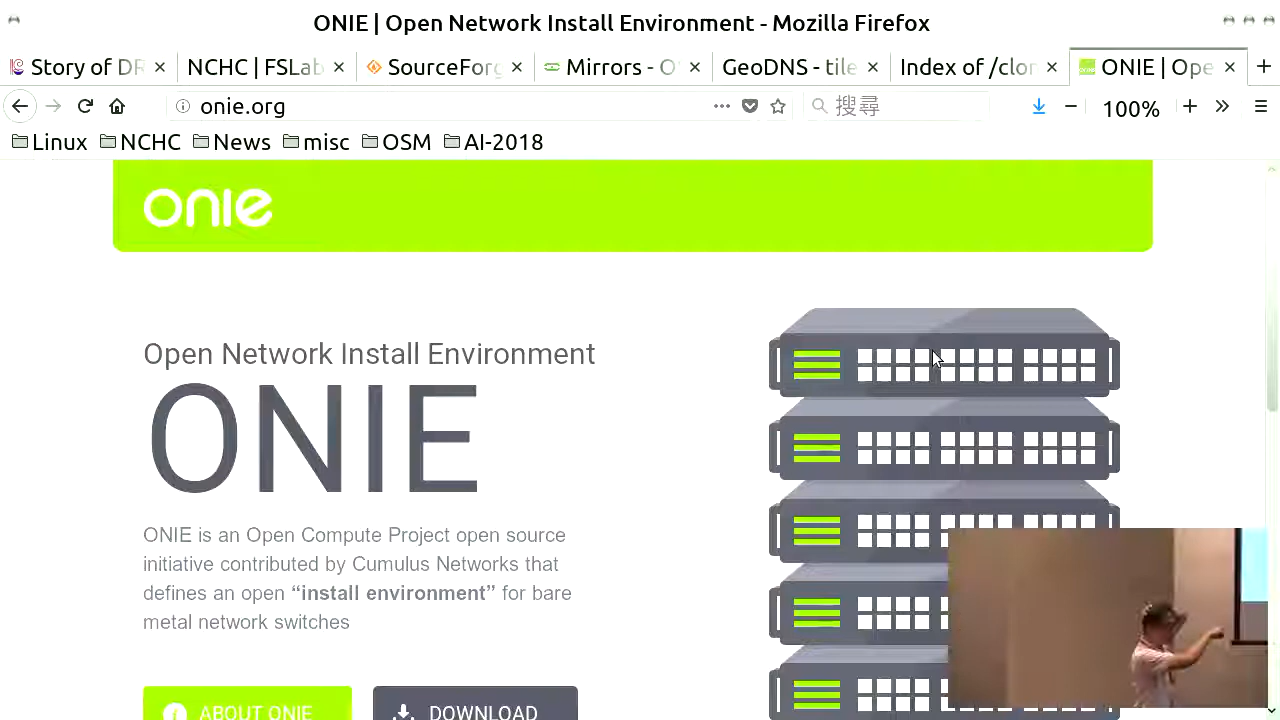 ONIE | Open Network Install Environment - Mozilla Firefox
Story of DR
NCHC | FSLab
SourceForg
Mirrors - O
GeoDNS - tile
Index of /clon
ONIE | Ope
onie.org
搜尋
100%
Linux
NCHC
News
misc
OSM
AI-2018
onie
Open Network Install Environment
ONIE
ONIE is an Open Compute Project open source
initiative contributed by Cumulus Networks that
defines an open “install environment” for bare
metal network switches
ABOUT ONIE
DOWNLOAD